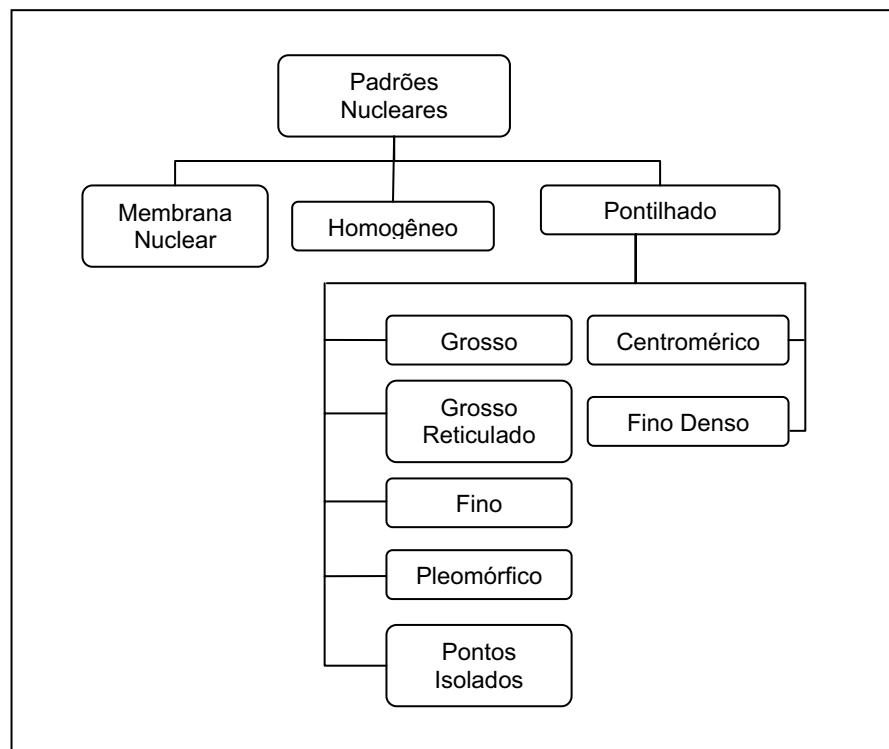 Padrões
Nucleares
Membrana
Nuclear
Homogêneo
Pontilhado
Grosso
Centromérico
Grosso
Reticulado
Fino Denso
Fino
Pleomórfico
Pontos
Isolados